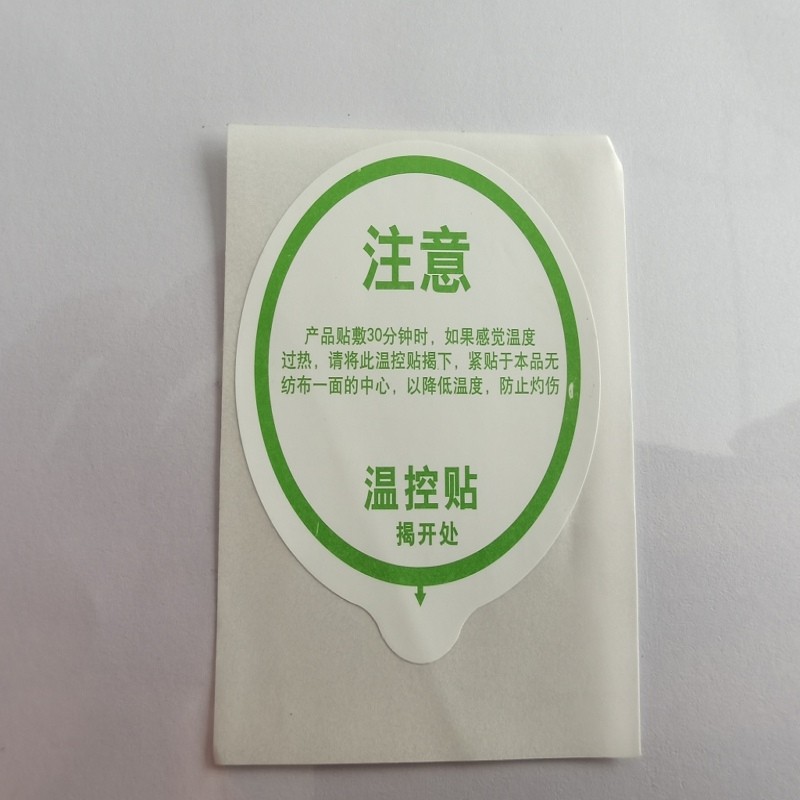 注意
产品贴敷30分钟时，如果感觉温度
过热，请将此温控贴揭下，紧贴于本品无
纺布一面的中心，以降低温度，防止灼伤
温控贴
揭开处